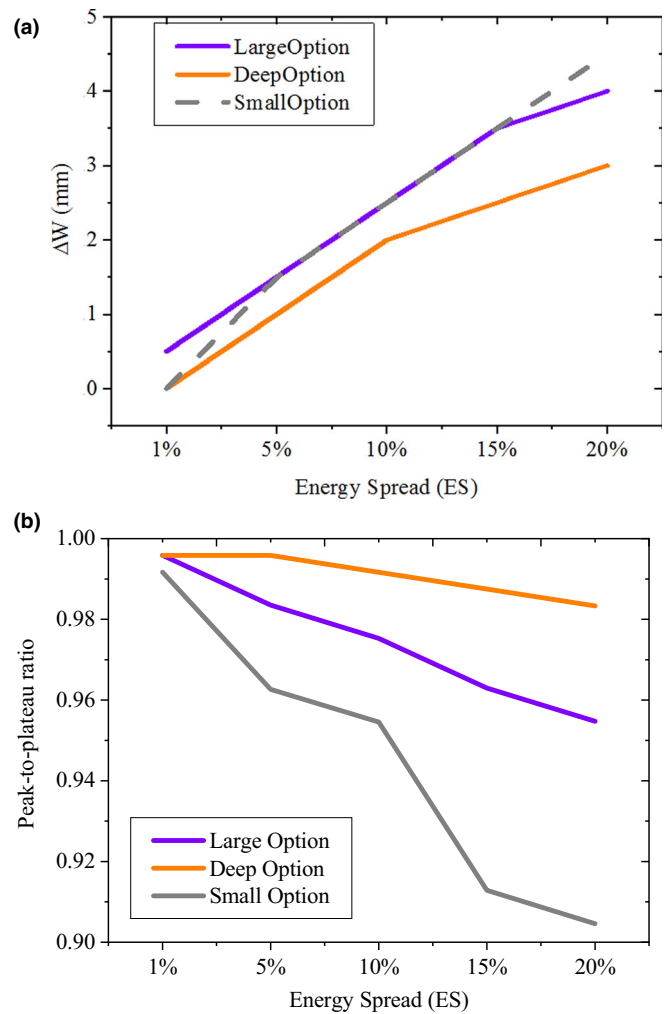 (a)
LargeOption
DeepOption
SmallOption
5
4
3
2
1
0
ΔW (mm)
1% 5% 10% 15% 20%
Energy Spread (ES)
(b)
1.00
0.98
0.96
0.94
0.92
0.90
Peak-to-plateau ratio
Large Option
Deep Option
Small Option
1% 5% 10% 15% 20%
Energy Spread (ES)